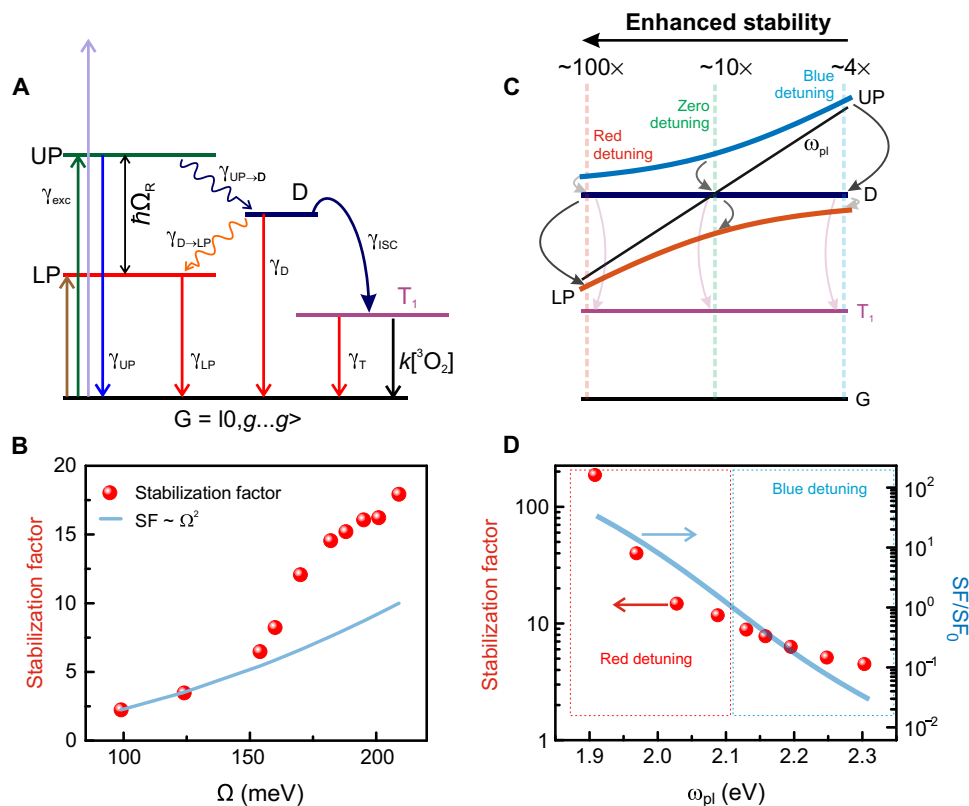 A
UP
γexc
ħΩR
γUP→D
D
γD→LP
γISC
γD
LP
T1
γUP
γLP
γT
k[³O2]
G = |0,g...g>
Enhanced stability
~100×
~10×
~4×
C
Blue
detuning
UP
Zero
detuning
Red
detuning
ωpl
D
LP
T1
G
B
20
15
10
5
0
Stabilization factor
Stabilization factor
SF ~ Ω²
100
150
200
Ω (meV)
D
100
10
1
Stabilization factor
Blue detuning
Red detuning
10²
10¹
10⁰
10⁻¹
10⁻²
SF/SF0
1.9
2.0
2.1
2.2
2.3
ωpl (eV)